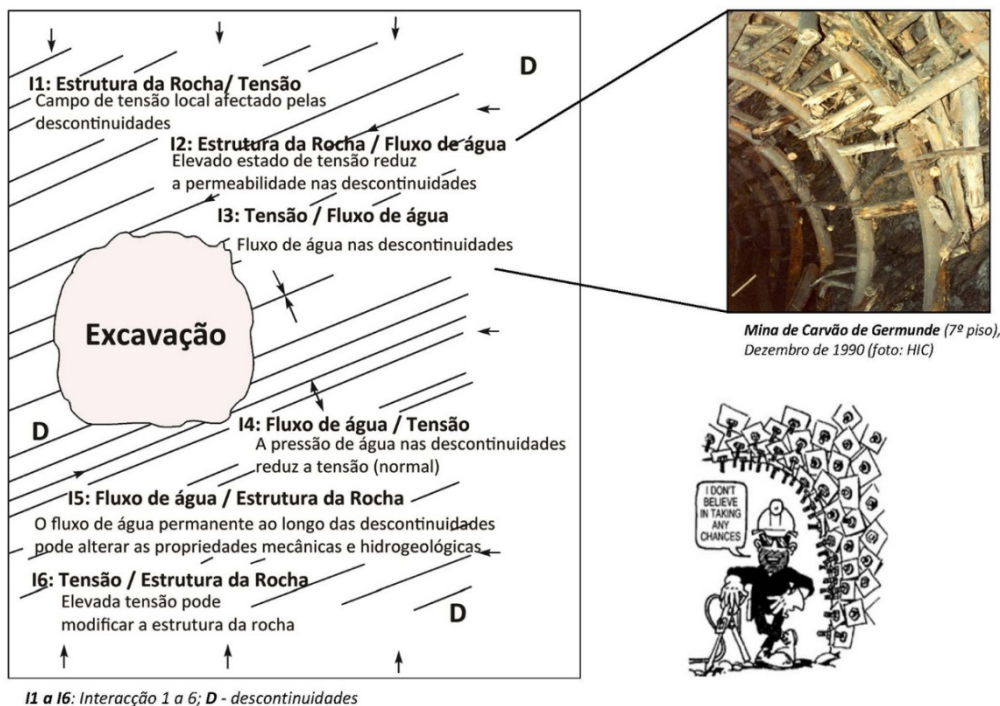 D
I1: Estrutura da Rocha/ Tensão
Campo de tensão local afectado pelas
descontinuidades
I2: Estrutura da Rocha / Fluxo de água
Elevado estado de tensão reduz
a permeabilidade nas descontinuidades
I3: Tensão / Fluxo de água
Fluxo de água nas descontinuidades
Excavação
D
I4: Fluxo de água / Tensão
A pressão de água nas descontinuidades
reduz a tensão (normal)
I5: Fluxo de água / Estrutura da Rocha
O fluxo de água permanente ao longo das descontinuidades
pode alterar as propriedades mecânicas e hidrogeológicas
I6: Tensão / Estrutura da Rocha
Elevada tensão pode
modificar a estrutura da rocha
D
I1 a I6: Interacção 1 a 6; D - descontinuidades
Mina de Carvão de Germunde (7º piso),
Dezembro de 1990 (foto: HIC)
I DON'T
BELIEVE
IN TAKING
ANY
CHANCES